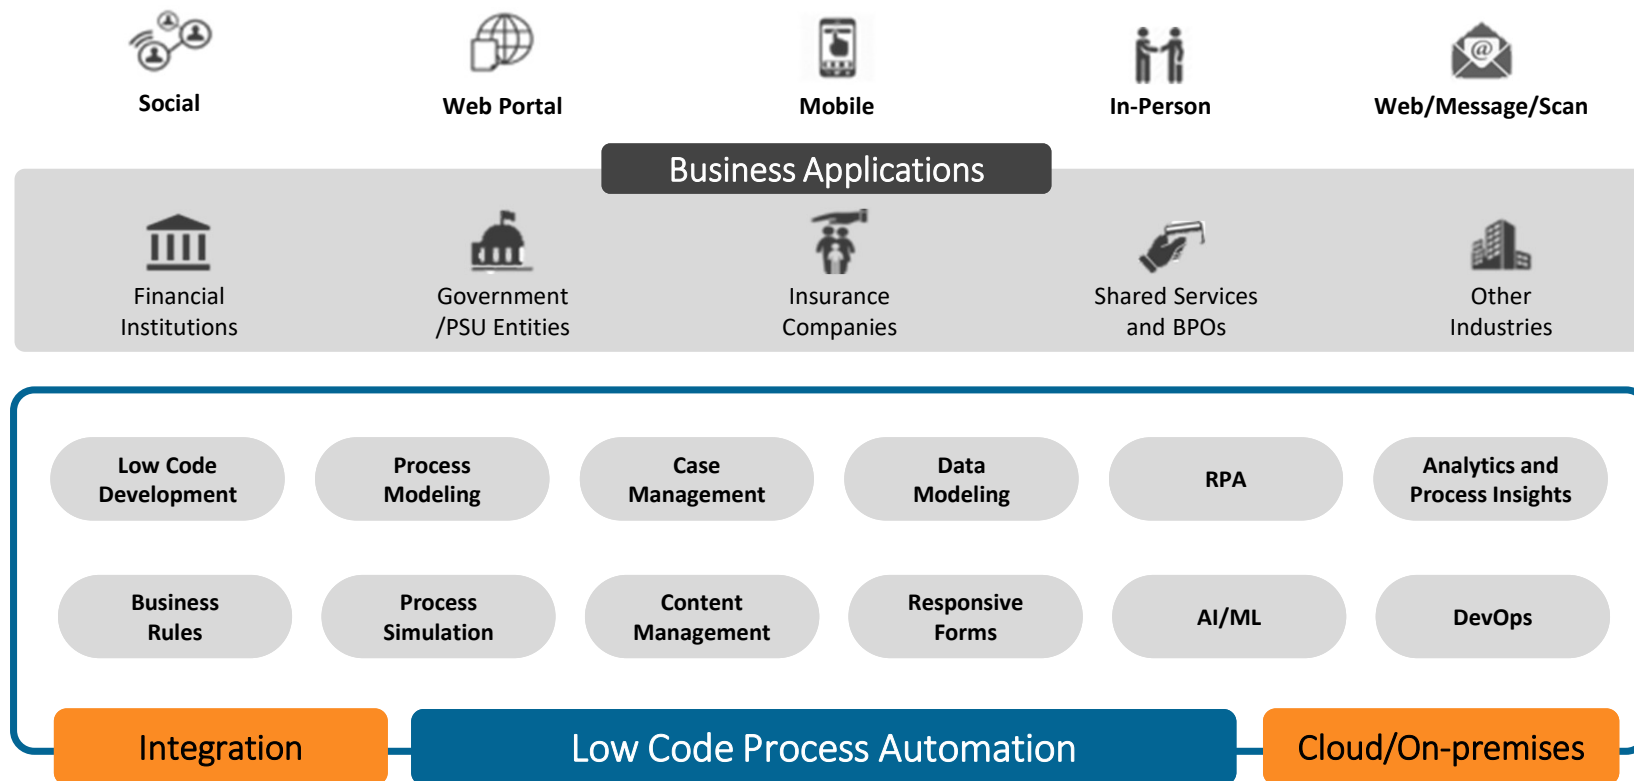 Social
Web Portal
Mobile
In-Person
Web/Message/Scan
Business Applications
Financial
Institutions
Government
/PSU Entities
Insurance
Companies
Shared Services
and BPOs
Other
Industries
Low Code
Development
Process
Modeling
Case
Management
Data
Modeling
RPA
Analytics and
Process Insights
Business
Rules
Process
Simulation
Content
Management
Responsive
Forms
AI/ML
DevOps
Integration
Low Code Process Automation
Cloud/On-premises